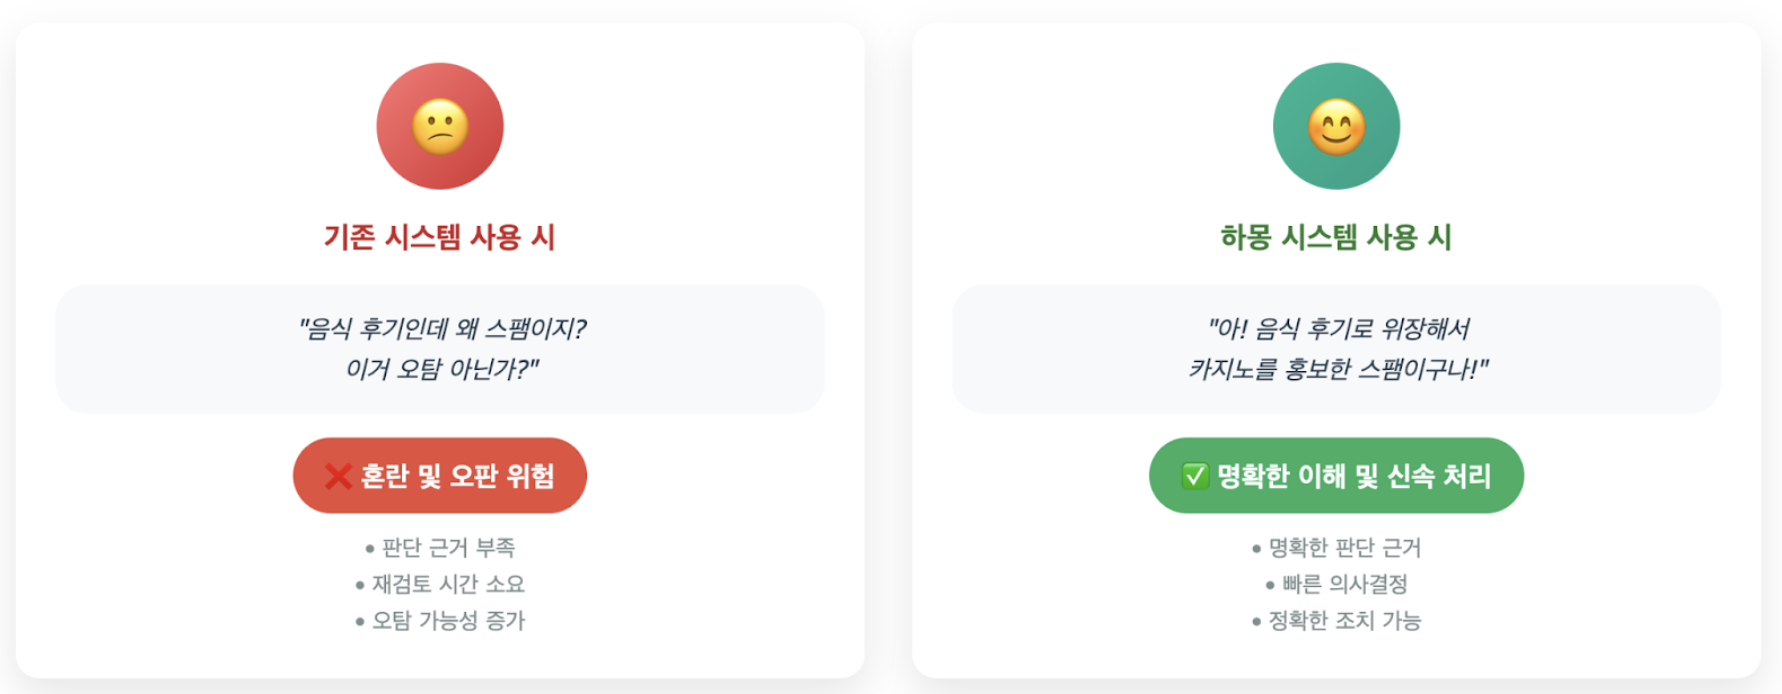 기존 시스템 사용 시
"음식 후기인데 왜 스팸이지?
이거 오탐 아닌가?"
❌ 혼란 및 오판 위험
• 판단 근거 부족
• 재검토 시간 소요
• 오탐 가능성 증가
하몽 시스템 사용 시
"아! 음식 후기로 위장해서
카지노를 홍보한 스팸이구나!"
✅ 명확한 이해 및 신속 처리
• 명확한 판단 근거
• 빠른 의사결정
• 정확한 조치 가능